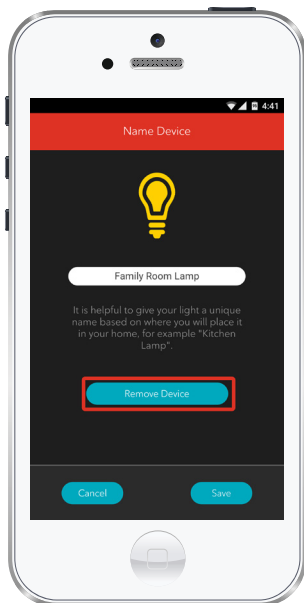 4:41
Name Device
Family Room Lamp
It is helpful to give your light a unique
name based on where you will place it
in your home, for example "Kitchen
Lamp".
Remove Device
Cancel Save